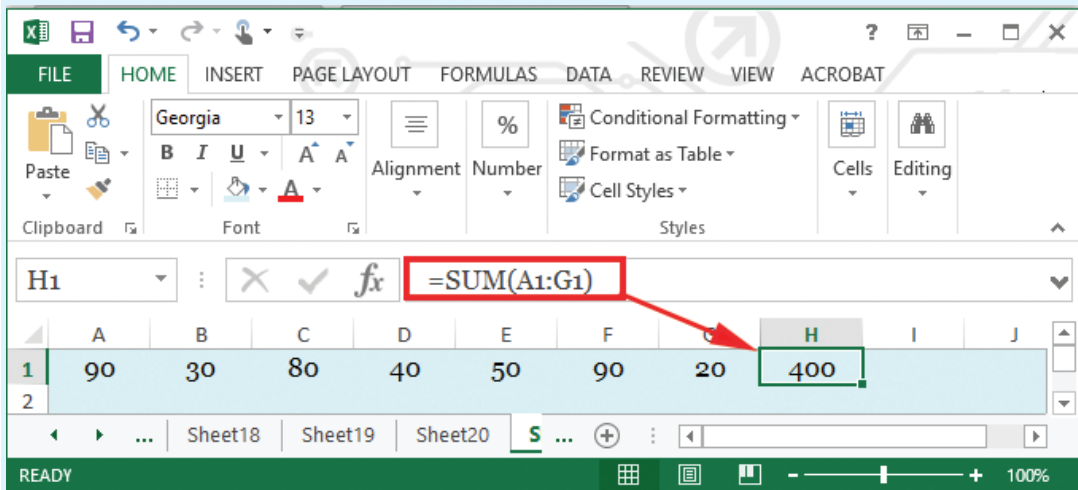 ?
FILE HOME INSERT PAGE LAYOUT FORMULAS DATA REVIEW VIEW ACROBAT
Georgia 13
% Conditional Formatting
B I U A A
Paste Alignment Number Format as Table Cells Editing
A Cell Styles
Clipboard Font Styles
H1 fx =SUM(A1:G1)
A B C D E F G H I J
1 90 30 80 40 50 90 20 400
2
... Sheet18 Sheet19 Sheet20 S ...
READY - + 100%